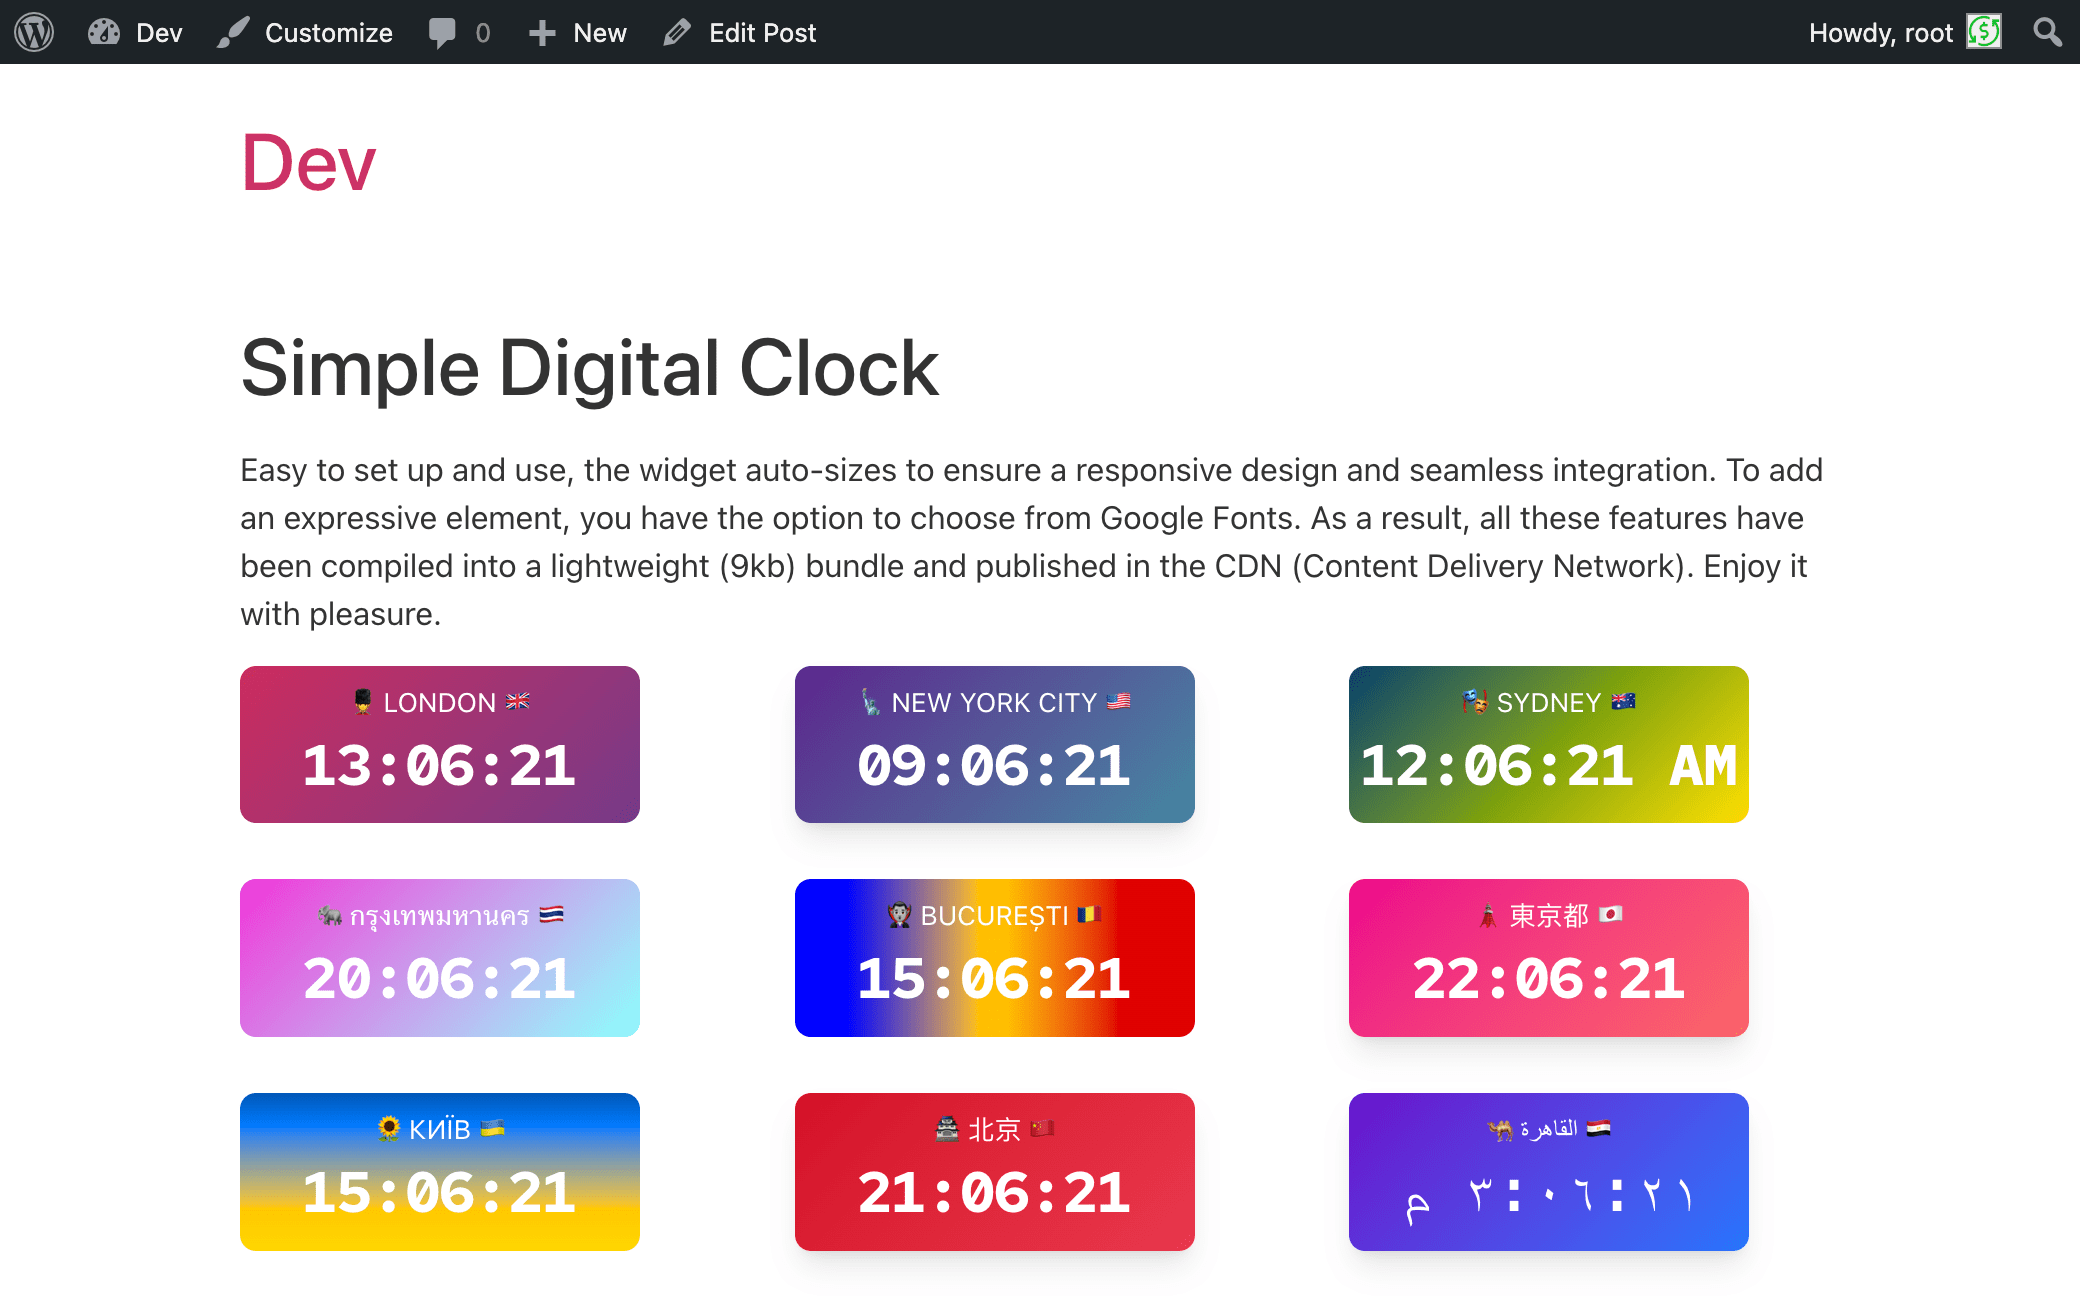 Dev Customize 0 New Edit Post Howdy, root
Dev
Simple Digital Clock
Easy to set up and use, the widget auto-sizes to ensure a responsive design and seamless integration. To add
an expressive element, you have the option to choose from Google Fonts. As a result, all these features have
been compiled into a lightweight (9kb) bundle and published in the CDN (Content Delivery Network). Enjoy it
with pleasure.
LONDON
13:06:21
NEW YORK CITY
09:06:21
SYDNEY
12:06:21 AM
กรุงเทพมหานคร
20:06:21
BUCUREȘTI
15:06:21
東京都
22:06:21
КИЇВ
15:06:21
北京
21:06:21
القاهرة
٣:٠٦:٢١ م